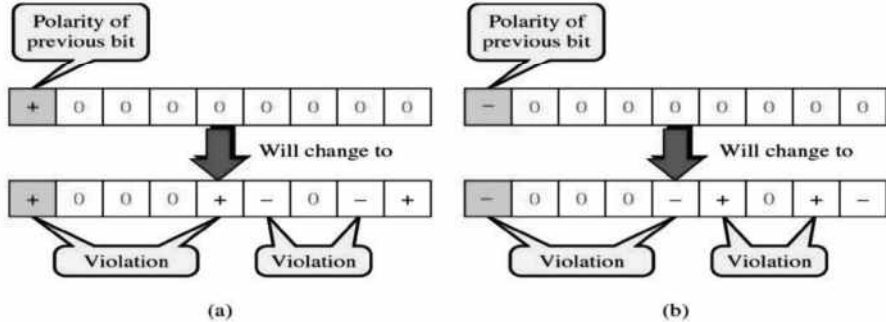 Polarity of
previous bit
+ 0 0 0 0 0 0 0 0
Will change to
+ 0 0 0 + − 0 − +
Violation
Violation
(a)
Polarity of
previous bit
− 0 0 0 0 0 0 0 0
Will change to
− 0 0 0 − + 0 + −
Violation
Violation
(b)